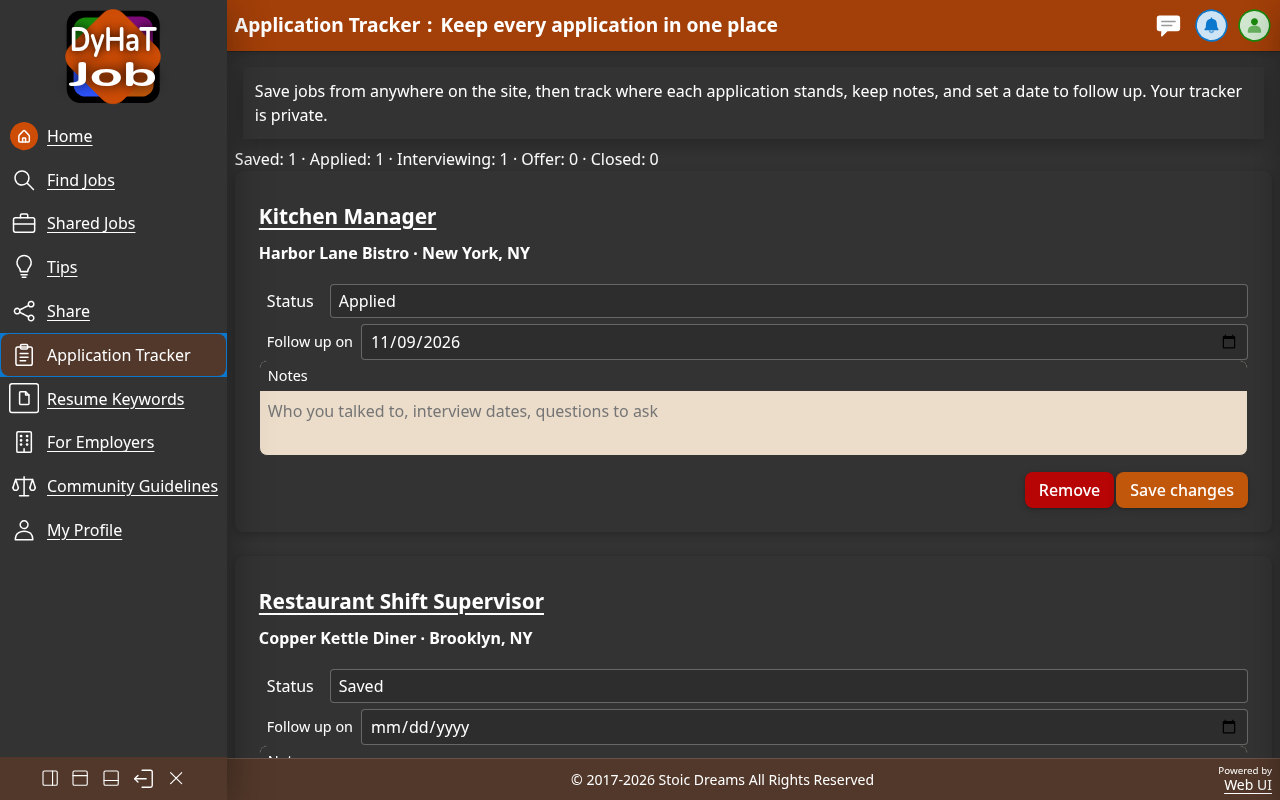 DyHaT
Job
Home
Find Jobs
Shared Jobs
Tips
Share
Application Tracker
Resume Keywords
For Employers
Community Guidelines
My Profile
Application Tracker : Keep every application in one place
Save jobs from anywhere on the site, then track where each application stands, keep notes, and set a date to follow up. Your tracker
is private.
Saved: 1 · Applied: 1 · Interviewing: 1 · Offer: 0 · Closed: 0
Kitchen Manager
Harbor Lane Bistro · New York, NY
Status Applied
Follow up on 11/09/2026
Notes
Who you talked to, interview dates, questions to ask
Remove Save changes
Restaurant Shift Supervisor
Copper Kettle Diner · Brooklyn, NY
Status Saved
Follow up on mm/dd/yyyy
© 2017-2026 Stoic Dreams All Rights Reserved
Powered by
Web UI